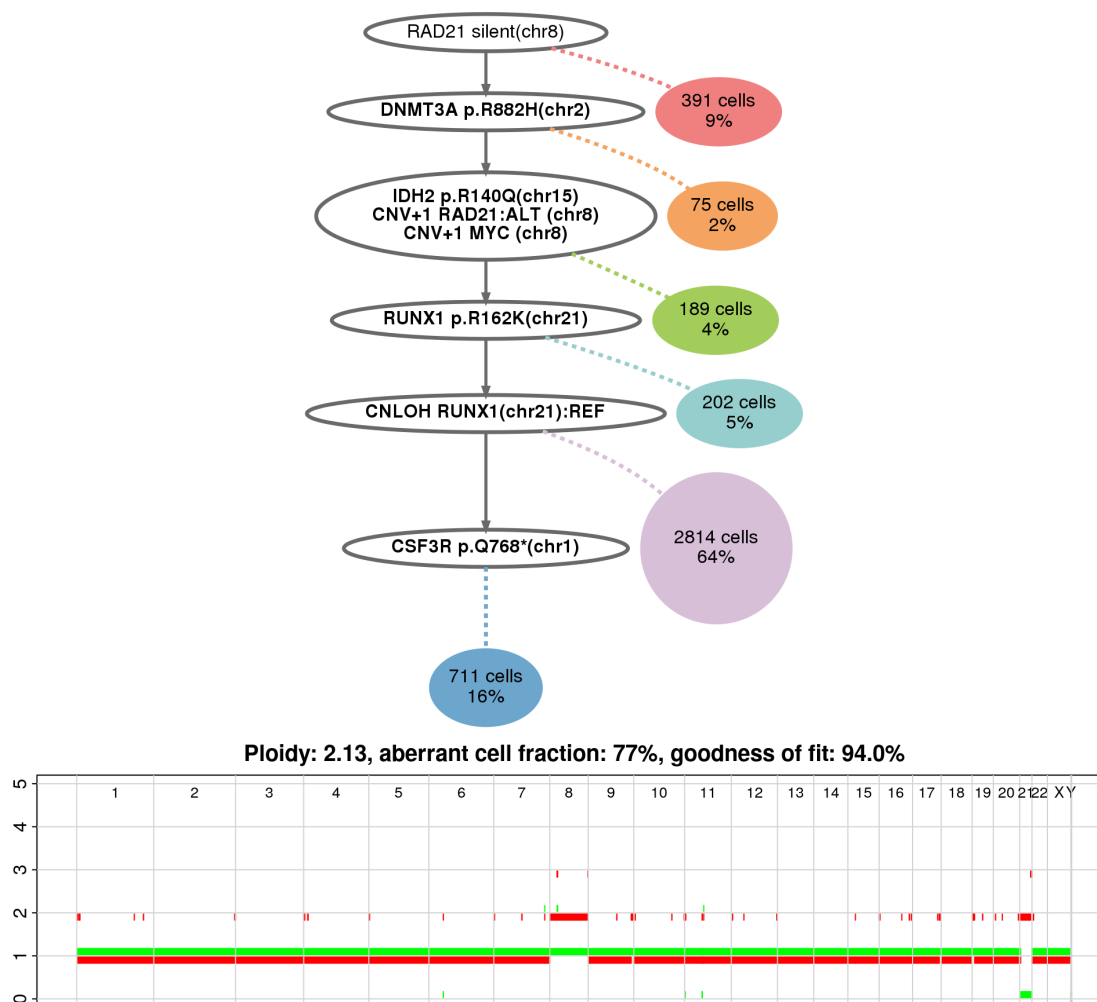 RAD21 silent(chr8)
391 cells
9%
DNMT3A p.R882H(chr2)
75 cells
2%
IDH2 p.R140Q(chr15)
CNV+1 RAD21:ALT (chr8)
CNV+1 MYC (chr8)
189 cells
4%
RUNX1 p.R162K(chr21)
202 cells
5%
CNLOH RUNX1(chr21):REF
2814 cells
64%
CSF3R p.Q768*(chr1)
711 cells
16%
Ploidy: 2.13, aberrant cell fraction: 77%, goodness of fit: 94.0%
5
1 2 3 4 5 6 7 8 9 10 11 12 13 14 15 16 17 18 19 20 21 22 X Y
4
3
2
1
0